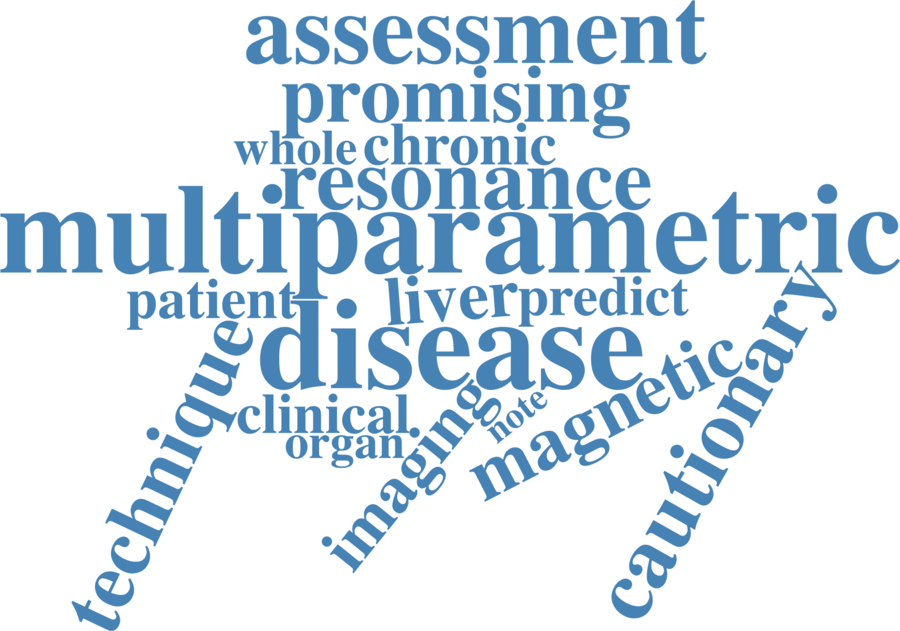 assessment
promising
whole chronic
resonance
multiparametric
patient liver predict
disease
technique
clinical
organ
imaging
note
magnetic
cautionary